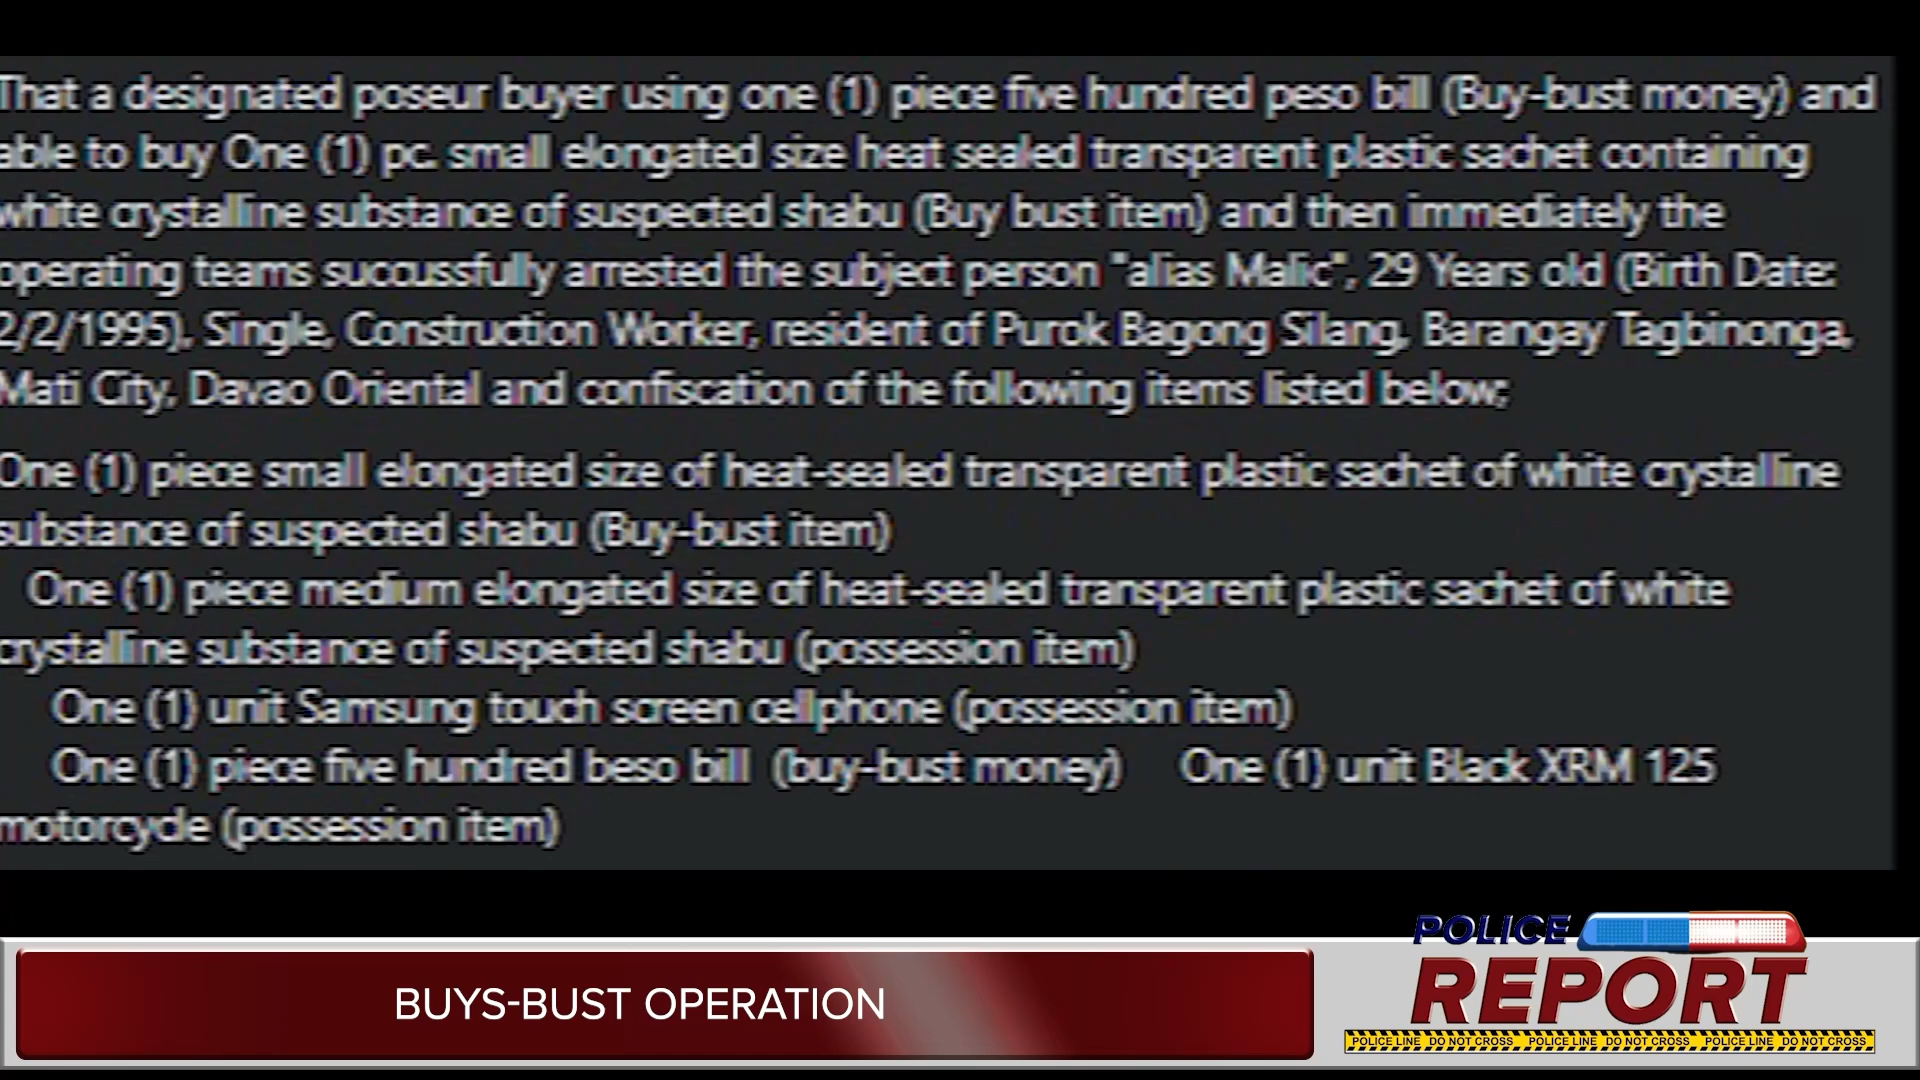 That a designated poseur buyer using one (1) piece five hundred peso bill (Buy-bust money) and
able to buy One (1) pc. small elongated size heat sealed transparent plastic sachet containing
white crystalline substance of suspected shabu (Buy bust item) and then immediately the
operating teams succussfully arrested the subject person "alias Malic", 29 Years old (Birth Date:
2/2/1995), Single, Construction Worker, resident of Purok Bagong Silang, Barangay Tagbinonga,
Mati City, Davao Oriental and confiscation of the following items listed below;
One (1) piece small elongated size of heat-sealed transparent plastic sachet of white crystalline
substance of suspected shabu (Buy-bust item)
One (1) piece medium elongated size of heat-sealed transparent plastic sachet of white
crystalline substance of suspected shabu (possession item)
One (1) unit Samsung touch screen cellphone (possession item)
One (1) piece five hundred beso bill (buy-bust money) One (1) unit Black XRM 125
motorcycle (possession item)
BUYS-BUST OPERATION
POLICE
REPORT
POLICE LINE DO NOT CROSS POLICE LINE DO NOT CROSS POLICE LINE DO NOT CROSS